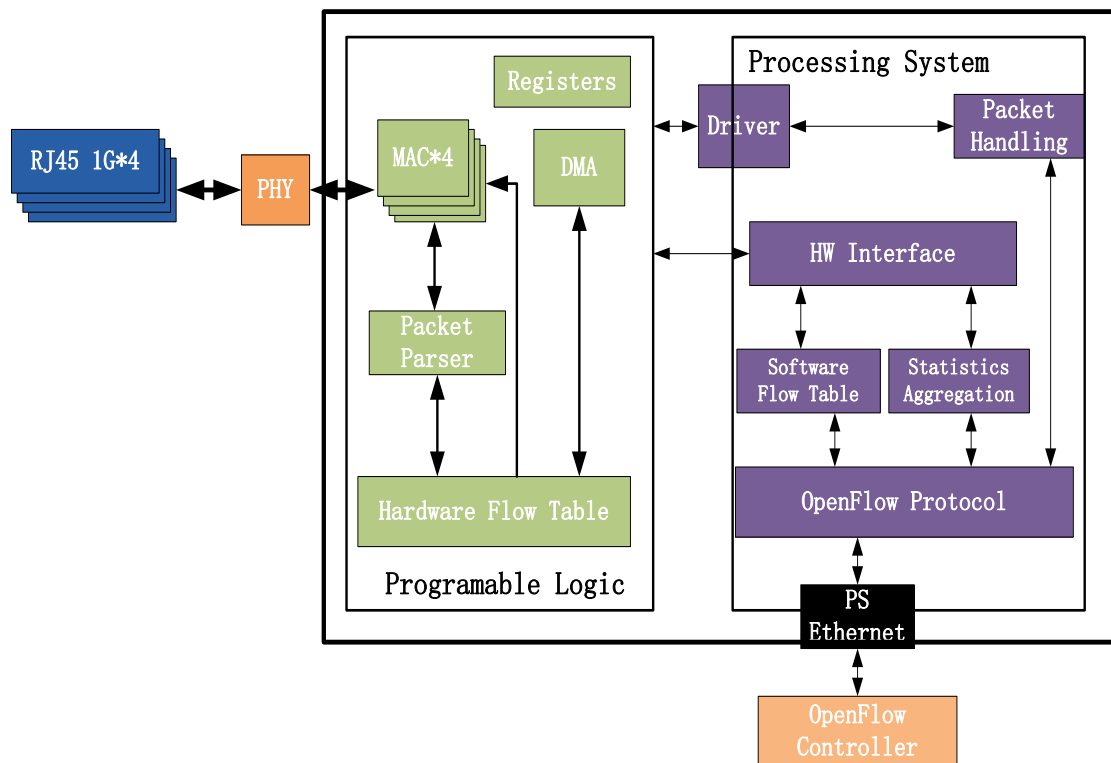 Processing System
Registers
Driver
Packet
Handling
RJ45 1G*4
PHY
MAC*4
DMA
HW Interface
Packet
Parser
Software
Flow Table
Statistics
Aggregation
Hardware Flow Table
OpenFlow Protocol
Programable Logic
PS
Ethernet
OpenFlow
Controller